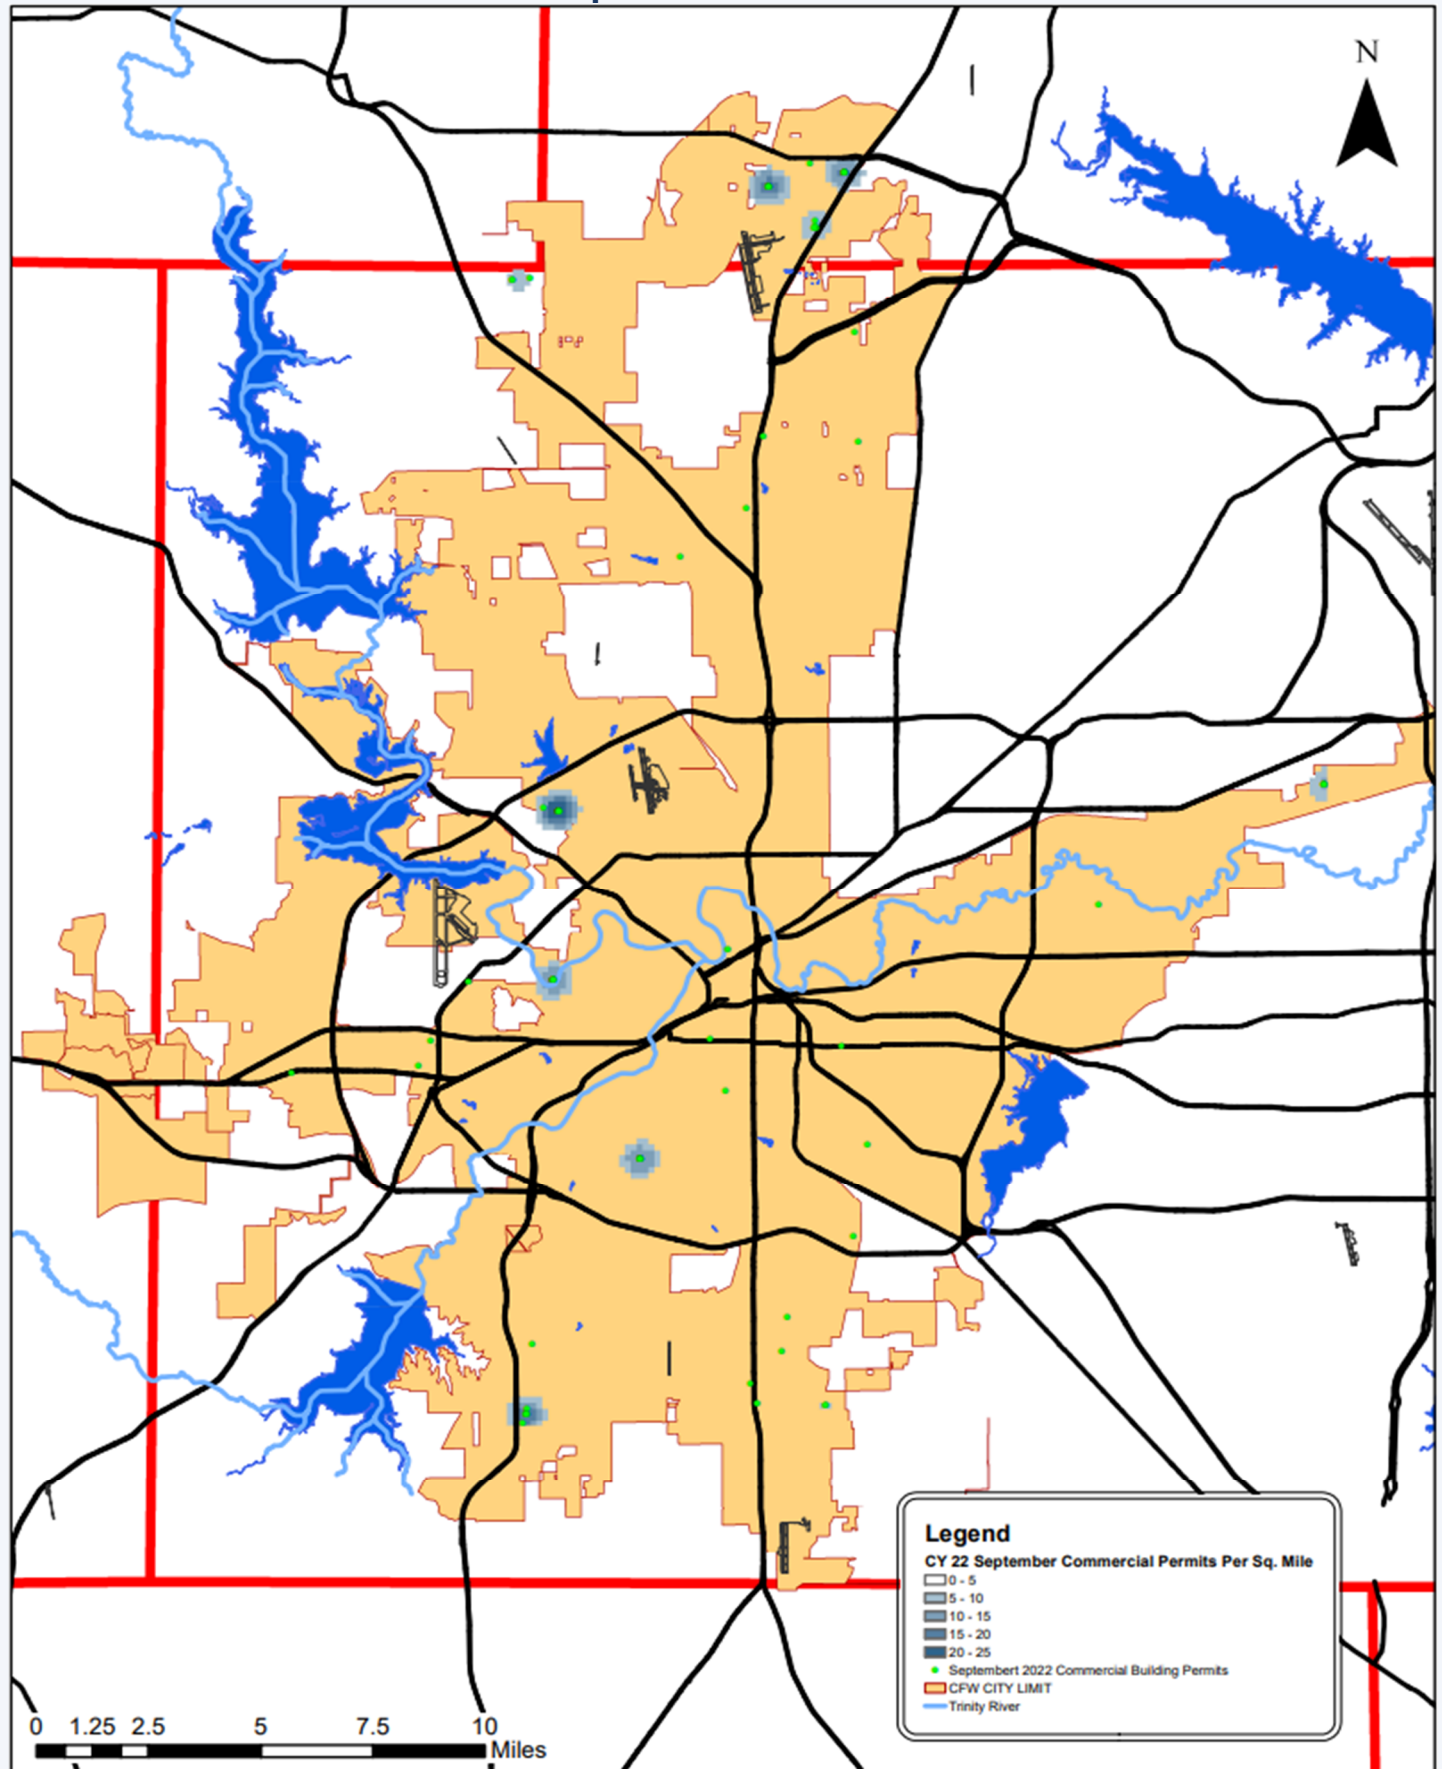 N
Legend
CY 22 September Commercial Permits Per Sq. Mile
0 - 5
5 - 10
10 - 15
15 - 20
20 - 25
Septembert 2022 Commercial Building Permits
CFW CITY LIMIT
Trinity River
0 1.25 2.5 5 7.5 10
Miles